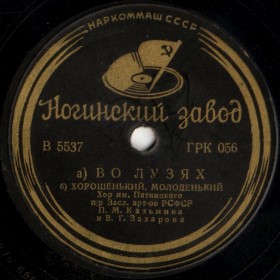 НАРКОММАШ СССР
Ногинский завод
В 5537 ГРК 056
а) ВО ЛУЗЯХ
б) ХОРОШЕНЬКИЙ, МОЛОДЕНЬКИЙ
Хор им. Пятницкого
п/р Засл. арт-ов РСФСР
П. М. Казьмина
и В. Г. Захарова